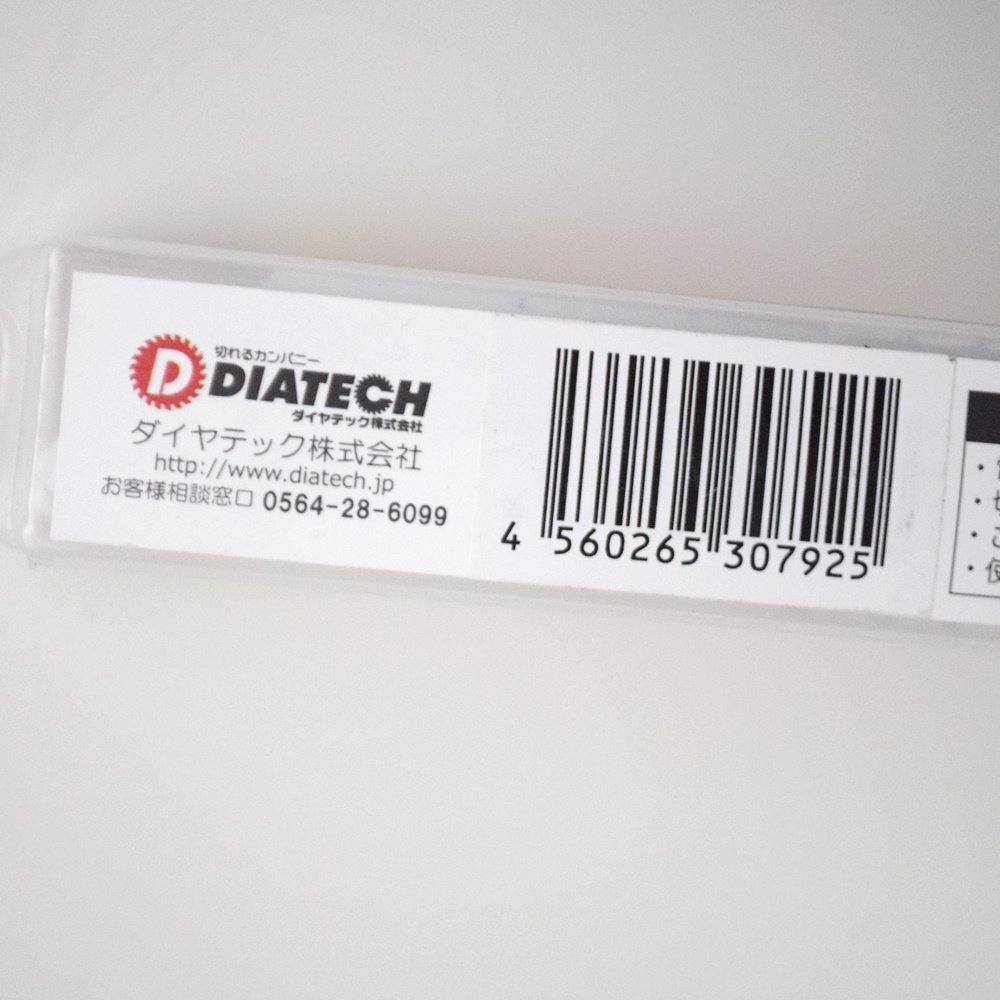 切れるカンパニー
DIATECH
ダイヤテック株式会社
ダイヤテック株式会社
http://www.diatech.jp
お客様相談窓口 0564-28-6099
4 560265 307925